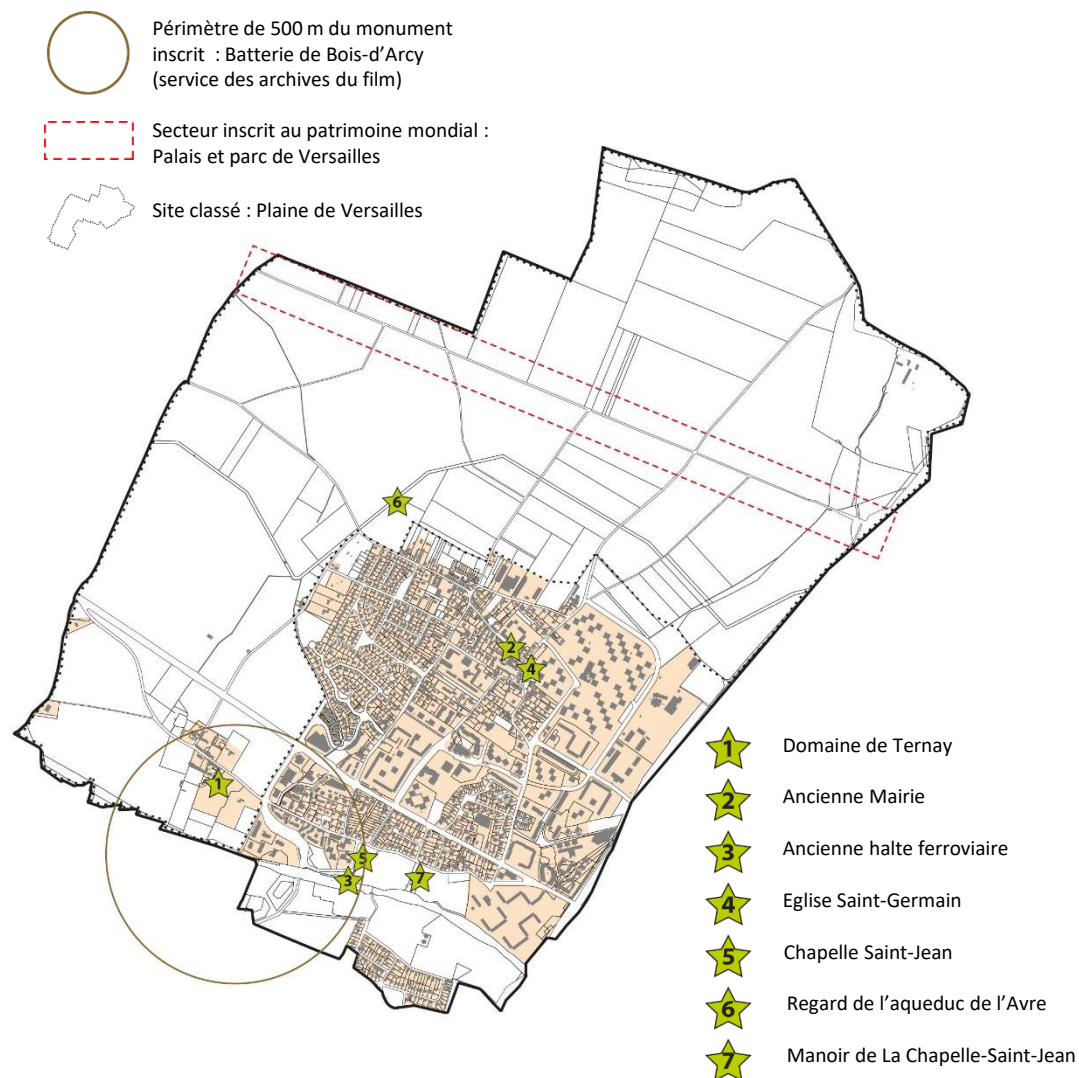 Périmètre de 500 m du monument
inscrit : Batterie de Bois-d’Arcy
(service des archives du film)
Secteur inscrit au patrimoine mondial :
Palais et parc de Versailles
Site classé : Plaine de Versailles
6
2
4
1
5
3
7
1 Domaine de Ternay
2 Ancienne Mairie
3 Ancienne halte ferroviaire
4 Eglise Saint-Germain
5 Chapelle Saint-Jean
6 Regard de l’aqueduc de l’Avre
7 Manoir de La Chapelle-Saint-Jean